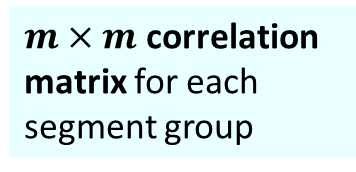 m × m correlation
matrix for each
segment group